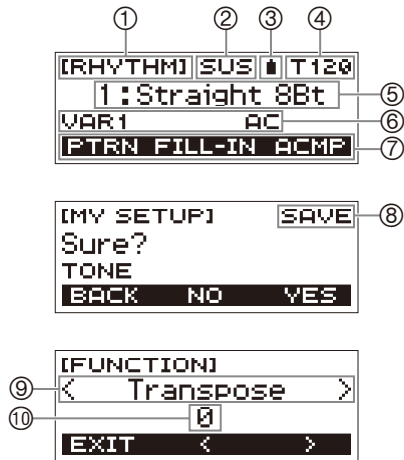 ① ② ③ ④
[RHYTHM] SUS T120
1:Straight 8Bt ⑤
VAR1 AC ⑥
PTRN FILL-IN ACMP ⑦
[MY SETUP] SAVE ⑧
Sure?
TONE
BACK NO YES
[FUNCTION]
⑨ < Transpose >
⑩ 0
EXIT < >